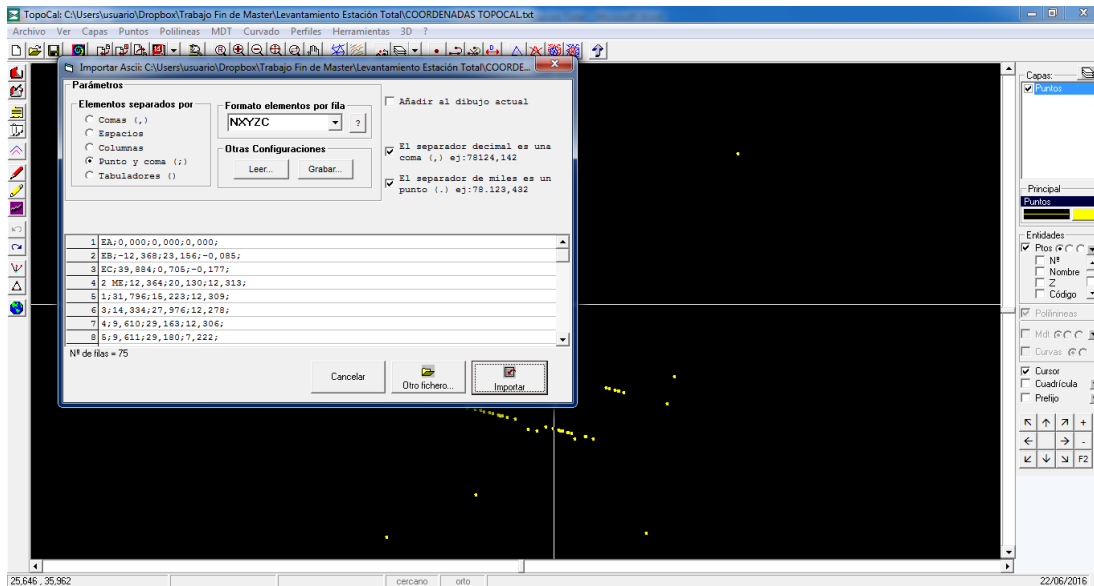 TopoCal: C:\Users\usuario\Dropbox\Trabajo Fin de Master\Levantamiento Estación Total\COORDENADAS TOPOCAL.txt
Archivo Ver Capas Puntos Polilineas MDT Curvado Perfiles Herramientas 3D ?
Importar Ascii: C:\Users\usuario\Dropbox\Trabajo Fin de Master\Levantamiento Estación Total\COORDE...
Parámetros
Elementos separados por
Comas (,)
Espacios
Columnas
Punto y coma (;)
Tabuladores ()
Formato elementos por fila
NXYZC
?
Otras Configuraciones
Leer...
Grabar...
Añadir al dibujo actual
El separador decimal es una
coma (,) ej:78124,142
El separador de miles es un
punto (.) ej:78.123,432
1 EA;0,000;0,000;0,000;
2 EB;-12,368;23,156;-0,085;
3 EC;39,884;0,705;-0,177;
4 2 ME;12,364;20,130;12,313;
5 1;31,796;15,223;12,309;
6 3;14,334;27,976;12,278;
7 4;9,610;29,163;12,306;
8 5;9,611;29,180;7,222;
Nº de filas = 75
Cancelar
Otro fichero...
Importar
Capas:
Puntos
Principal
Puntos
Entidades
Ptos
Nº
Nombre
Z
Código
Polilineas
Mdt
Curvas
Cursor
Cuadrícula
Prefijo
+
-
F2
25,646 , 35,962
cercano
orto
22/06/2016